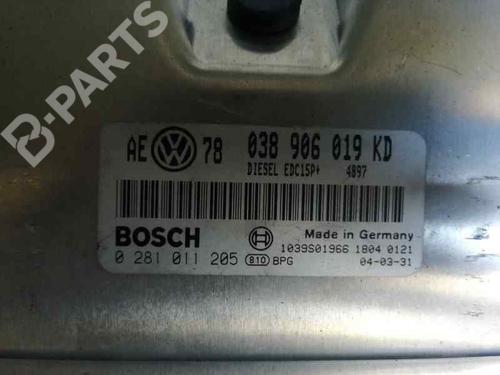 B-PARTS
AE 78 038 906 019 KD
DIESEL EDC15P+ 4897
BOSCH Made in Germany
1039S01966 1804 0121
0 281 011 205 810 BPG 04-03-31